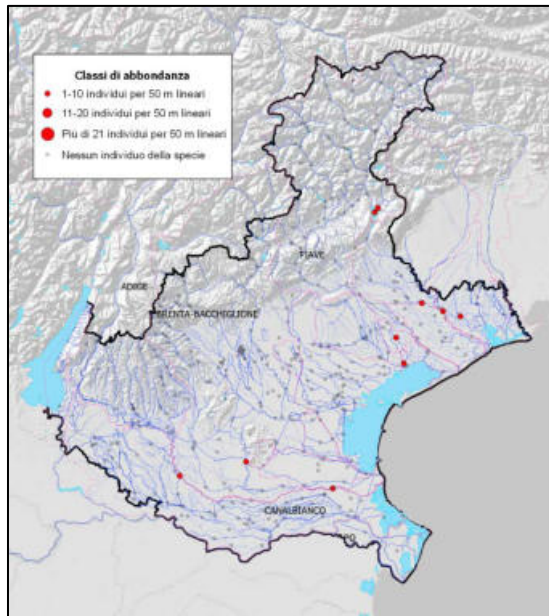 Classi di abbondanza
1-10 individui per 50 m lineari
11-20 individui per 50 m lineari
Più di 21 individui per 50 m lineari
Nessun individuo della specie
PIAVE
ADIGE
BRENTA-BACCHIGLIONE
CANALBIANCO
PO